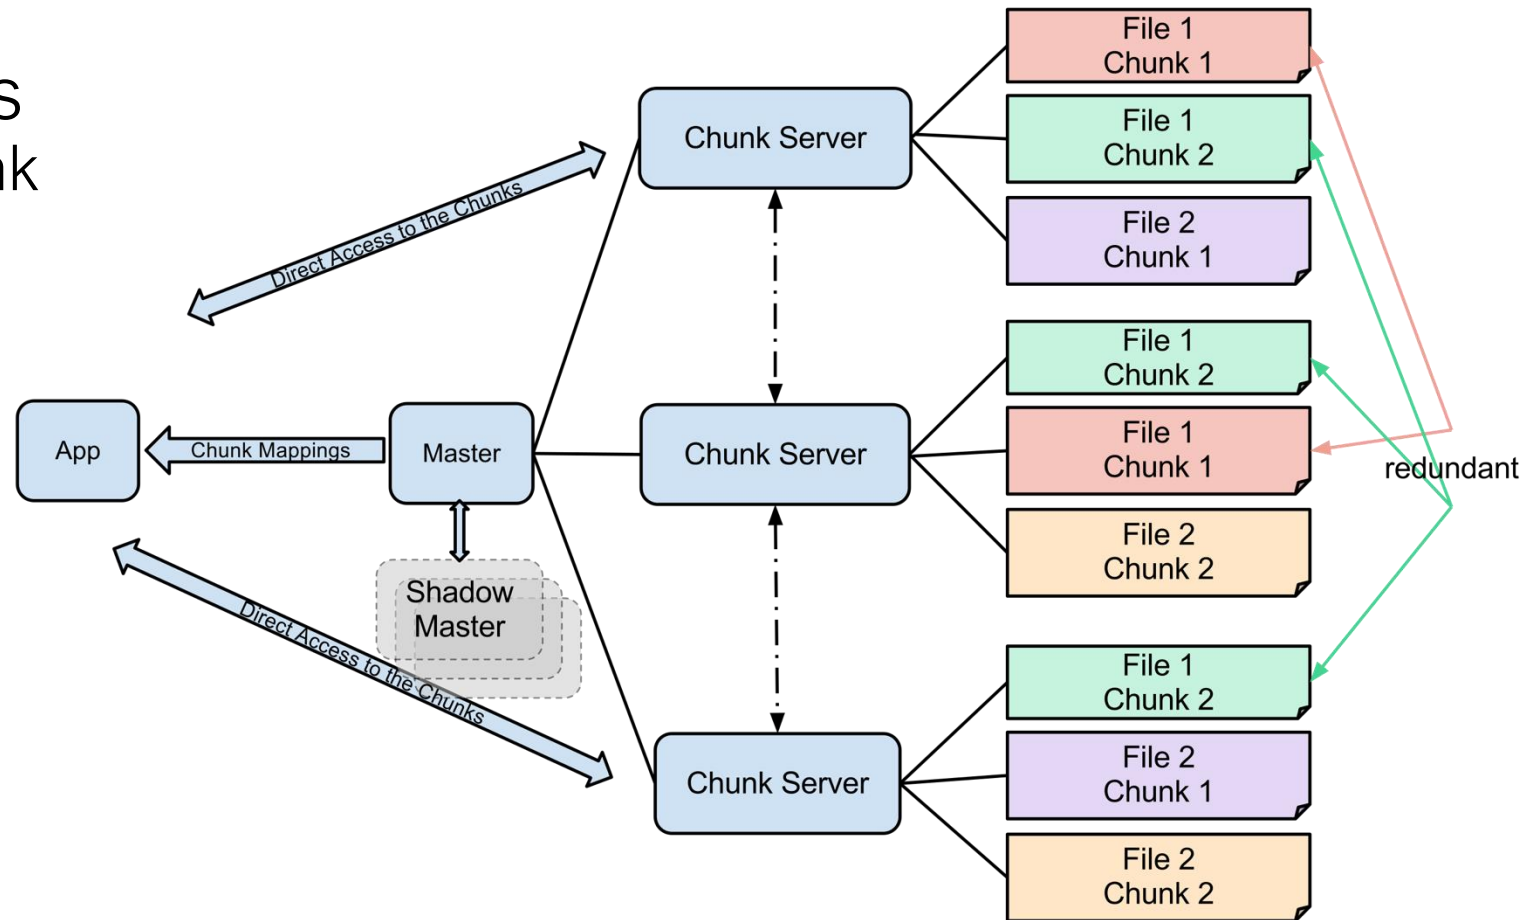 s
nk
File 1
Chunk 1
File 1
Chunk 2
File 2
Chunk 1
Chunk Server
Direct Access to the Chunks
File 1
Chunk 2
File 1
Chunk 1
File 2
Chunk 2
redundant
App
Chunk Mappings
Master
Chunk Server
Shadow
Master
Direct Access to the Chunks
Chunk Server
File 1
Chunk 2
File 2
Chunk 1
File 2
Chunk 2